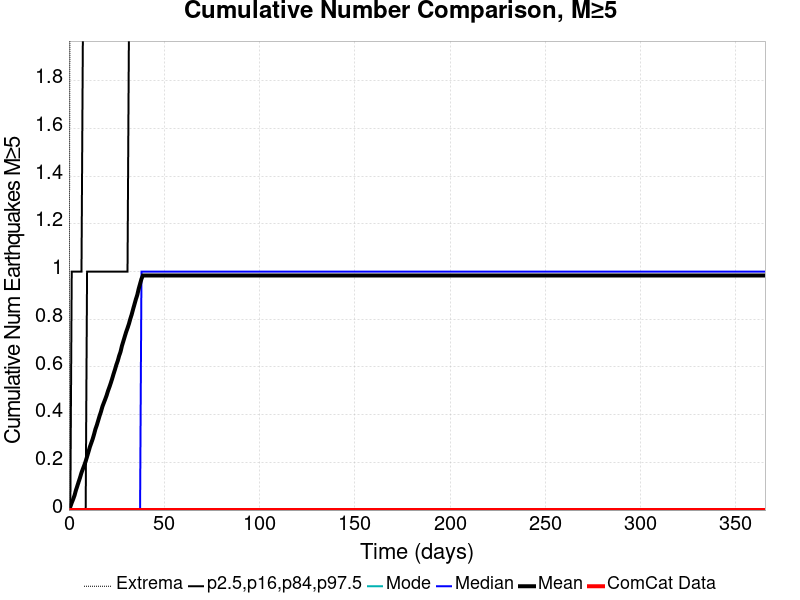 Cumulative Number Comparison, M≥5
Cumulative Num Earthquakes M≥5
1.8
1.6
1.4
1.2
1
0.8
0.6
0.4
0.2
0
0 50 100 150 200 250 300 350
Time (days)
Extrema p2.5,p16,p84,p97.5 Mode Median Mean ComCat Data